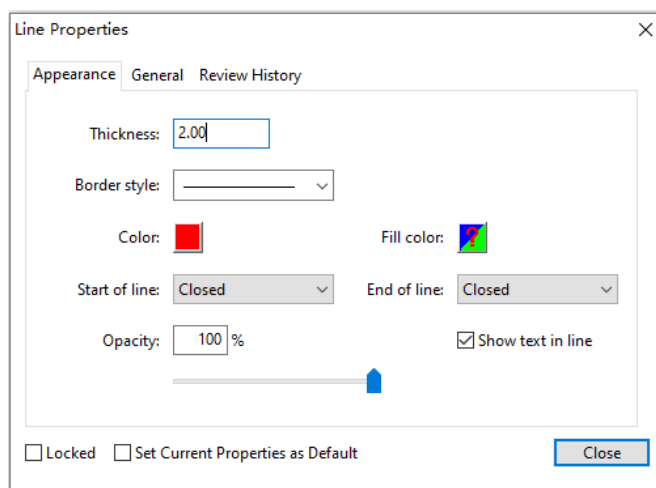 Line Properties
Appearance General Review History
Thickness: 2.00
Border style:
Color: Fill color: ?
Start of line: Closed End of line: Closed
Opacity: 100 % Show text in line
Locked Set Current Properties as Default Close